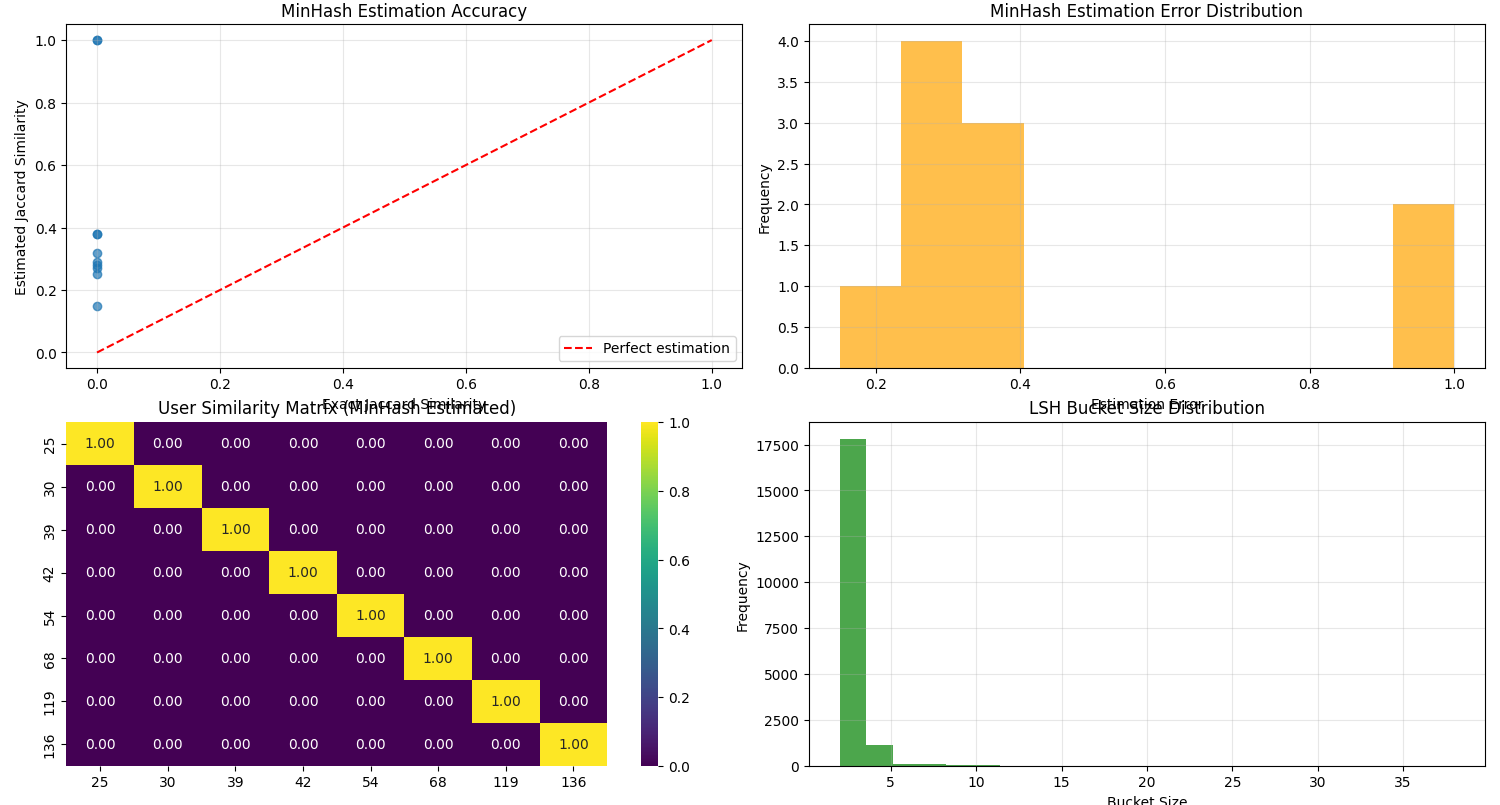 MinHash Estimation Accuracy
Estimated Jaccard Similarity
1.0
0.8
0.6
0.4
0.2
0.0
Perfect estimation
0.0 0.2 0.4 0.6 0.8 1.0
Exact Jaccard Similarity
MinHash Estimation Error Distribution
Frequency
4.0
3.5
3.0
2.5
2.0
1.5
1.0
0.5
0.0
0.2 0.4 0.6 0.8 1.0
Estimation Error
User Similarity Matrix (MinHash Estimated)
25 1.00 0.00 0.00 0.00 0.00 0.00 0.00 0.00
30 0.00 1.00 0.00 0.00 0.00 0.00 0.00 0.00
39 0.00 0.00 1.00 0.00 0.00 0.00 0.00 0.00
42 0.00 0.00 0.00 1.00 0.00 0.00 0.00 0.00
54 0.00 0.00 0.00 0.00 1.00 0.00 0.00 0.00
68 0.00 0.00 0.00 0.00 0.00 1.00 0.00 0.00
119 0.00 0.00 0.00 0.00 0.00 0.00 1.00 0.00
136 0.00 0.00 0.00 0.00 0.00 0.00 0.00 1.00
25 30 39 42 54 68 119 136
1.0
0.8
0.6
0.4
0.2
0.0
LSH Bucket Size Distribution
Frequency
17500
15000
12500
10000
7500
5000
2500
0
5 10 15 20 25 30 35
Bucket Size